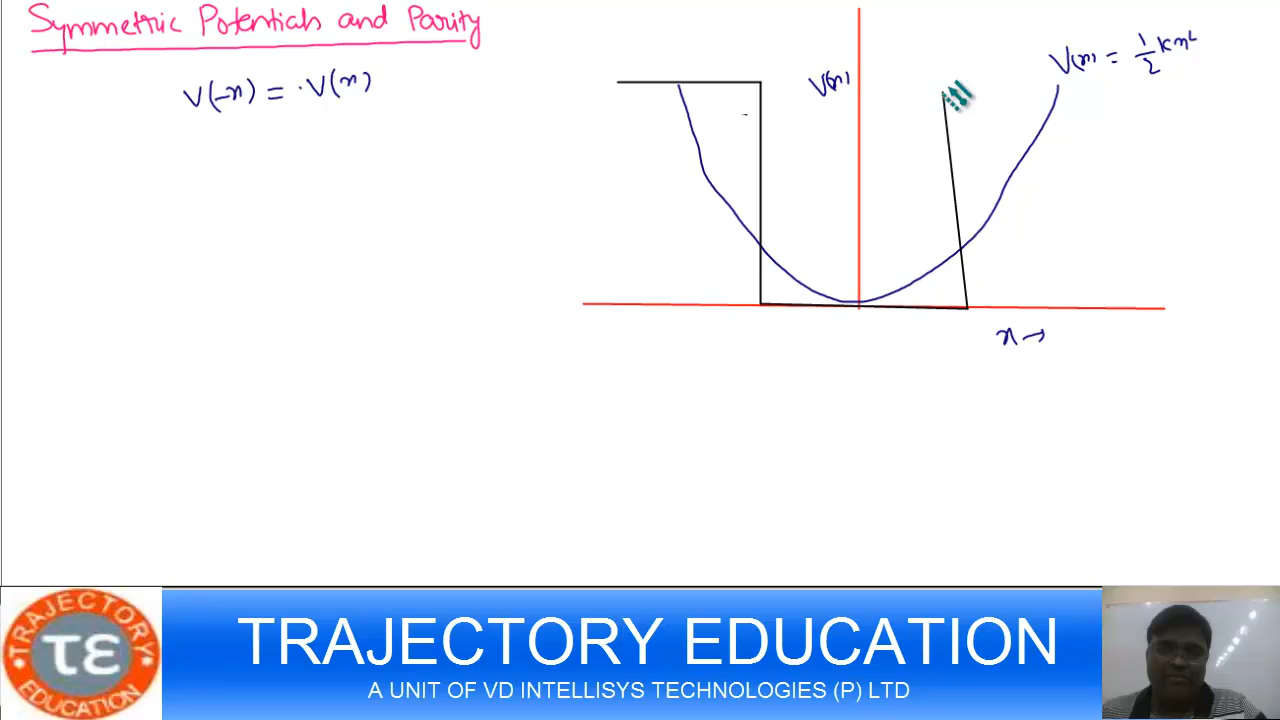 Symmetric Potentials and Parity
V(-x) = V(x)
V(x)
V(x) = 1/2 kx²
x →
TRAJECTORY
TE
EDUCATION
TRAJECTORY EDUCATION
A UNIT OF VD INTELLISYS TECHNOLOGIES (P) LTD